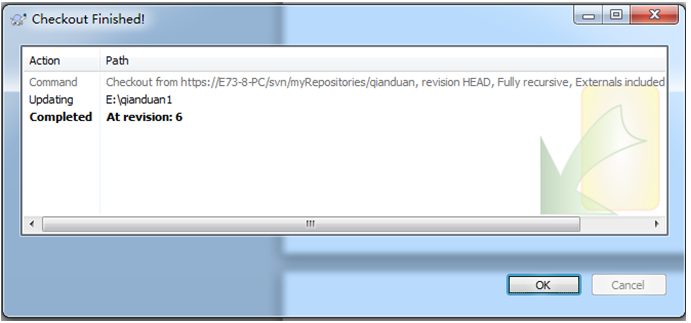 Checkout Finished!
Action Path
Command Checkout from https://E73-8-PC/svn/myRepositories/qianduan, revision HEAD, Fully recursive, Externals included
Updating E:\qianduan1
Completed At revision: 6
OK Cancel